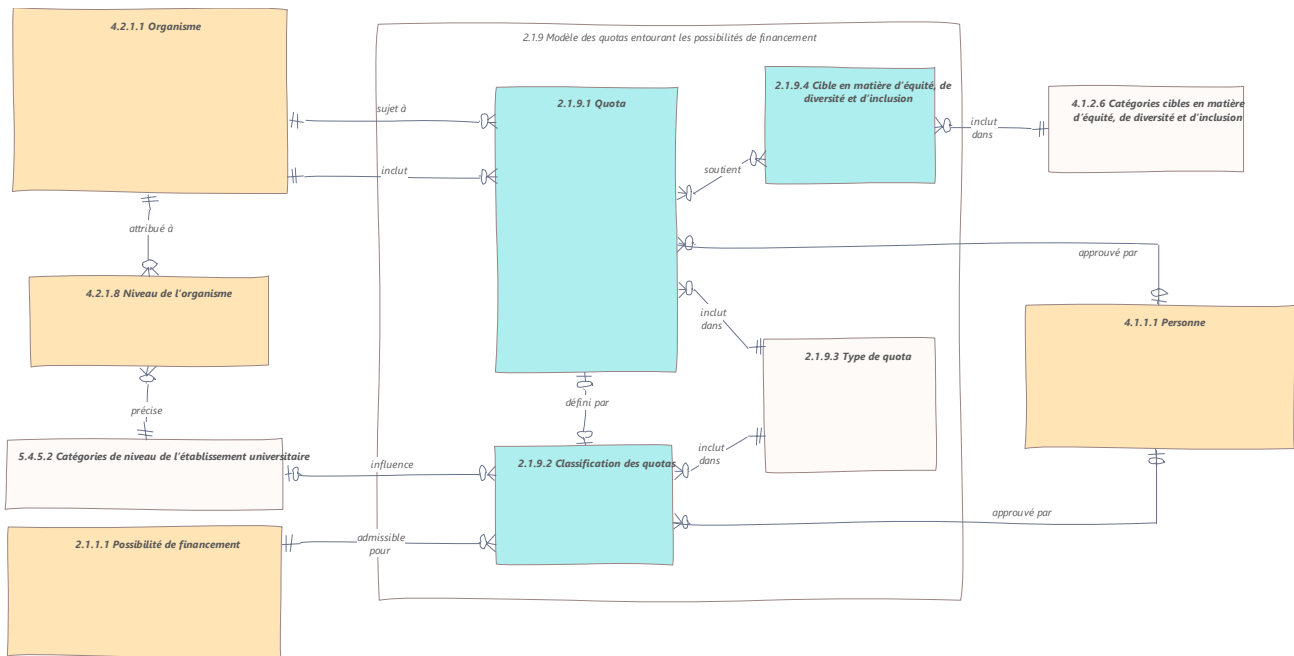 4.2.1.1 Organisme
2.1.9 Modèle des quotas entourant les possibilités de financement
2.1.9.4 Cible en matière d'équité, de
diversité et d'inclusion
2.1.9.1 Quota
4.1.2.6 Catégories cibles en matière
d'équité, de diversité et d'inclusion
sujet à
inclut
dans
inclut
soutient
attribué à
approuvé par
4.2.1.8 Niveau de l'organisme
inclut
dans
4.1.1.1 Personne
2.1.9.3 Type de quota
défini par
précise
inclut
dans
5.4.5.2 Catégories de niveau de l'établissement universitaire
influence
2.1.9.2 Classification des quotas
approuvé par
2.1.1.1 Possibilité de financement
admissible
pour